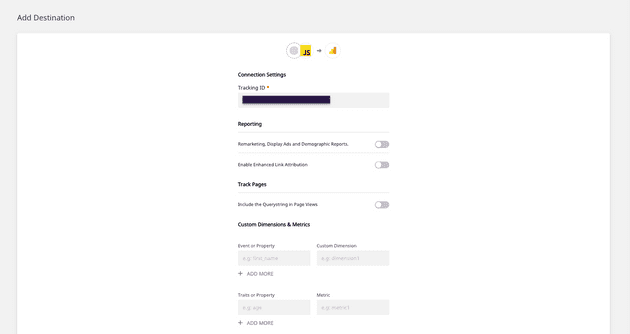 Add Destination
JS
Connection Settings
Tracking ID *
Reporting
Remarketing, Display Ads and Demographic Reports.
Enable Enhanced Link Attribution
Track Pages
Include the Querystring in Page Views
Custom Dimensions & Metrics
Event or Property Custom Dimension
e.g: first_name e.g: dimension1
+ ADD MORE
Traits or Property Metric
e.g: age e.g: metric1
+ ADD MORE